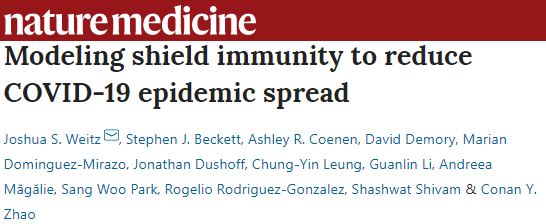 nature medicine
Modeling shield immunity to reduce
COVID-19 epidemic spread
Joshua S. Weitz, Stephen J. Beckett, Ashley R. Coenen, David Demory, Marian
Dominguez-Mirazo, Jonathan Dushoff, Chung-Yin Leung, Guanlin Li, Andreea
Măgălie, Sang Woo Park, Rogelio Rodriguez-Gonzalez, Shashwat Shivam & Conan Y.
Zhao